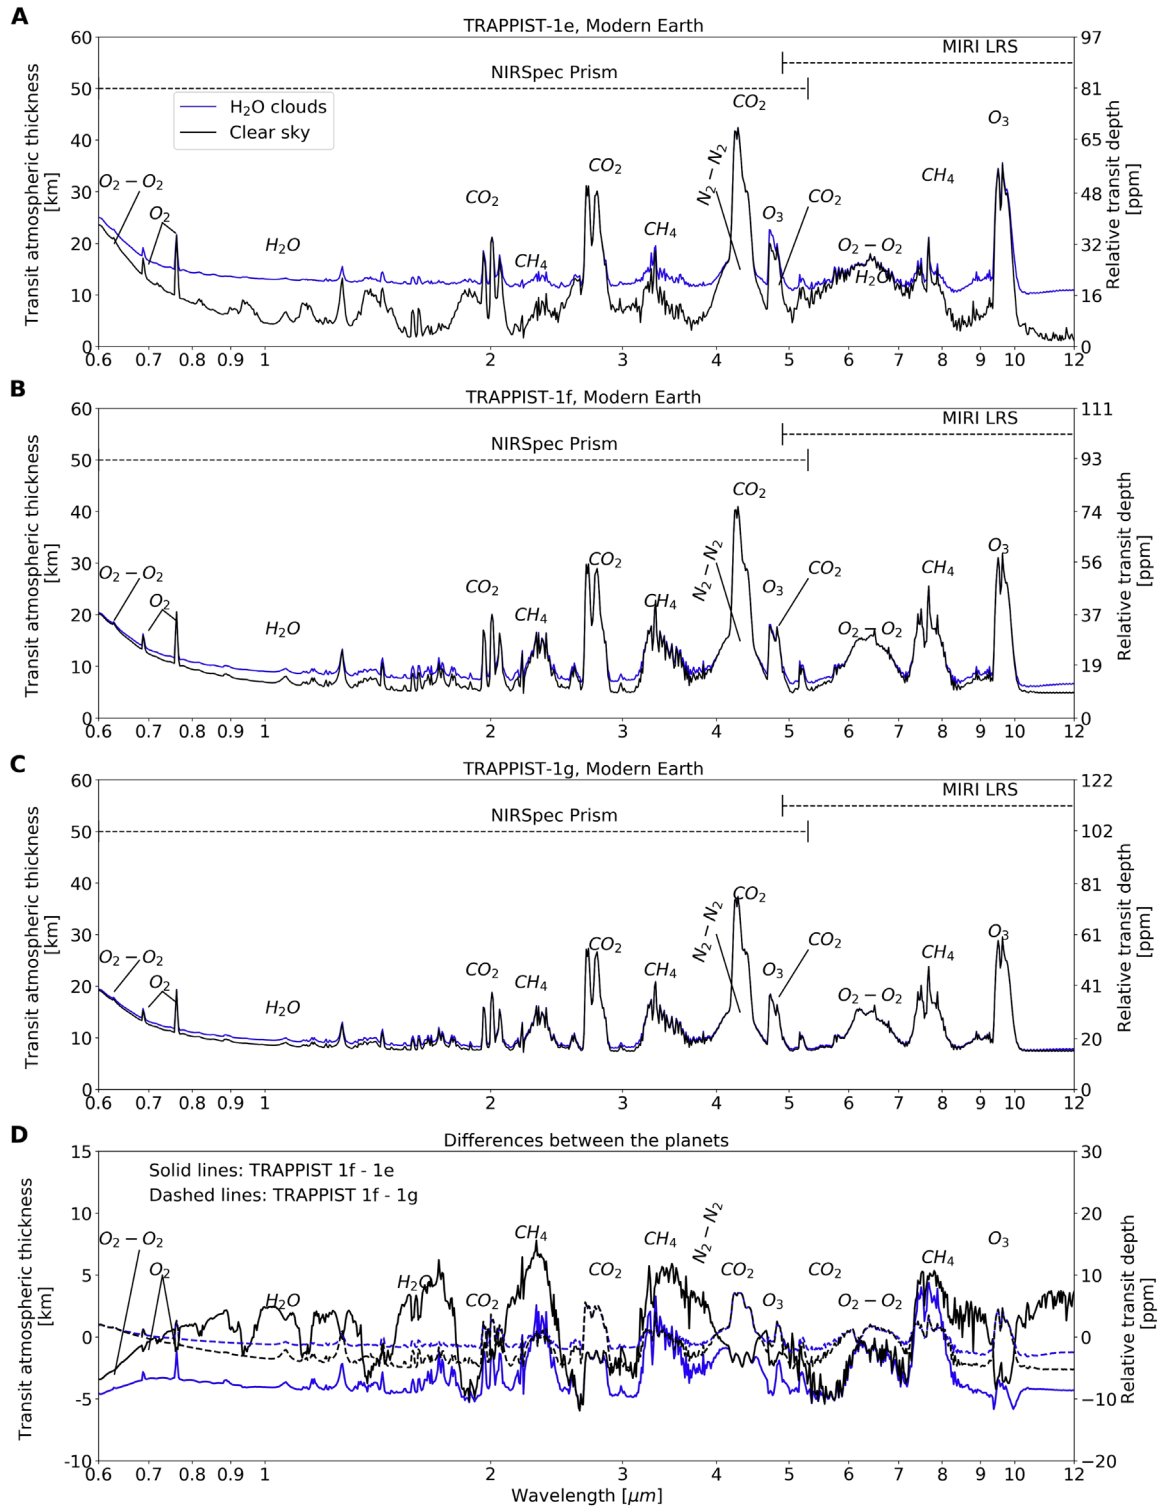 A
TRAPPIST-1e, Modern Earth
60
50
40
30
20
10
0
Transit atmospheric thickness
[km]
97
81
65
48
32
16
0
Relative transit depth
[ppm]
MIRI LRS
NIRSpec Prism
H2O clouds
Clear sky
O2 − O2
O2
H2O
CO2
CH4
CO2
CH4
N2 − N2
CO2
O3
CO2
O2 − O2
H2O
CH4
O3
0.6 0.7 0.8 0.9 1 2 3 4 5 6 7 8 9 10 12
B
TRAPPIST-1f, Modern Earth
60
50
40
30
20
10
0
Transit atmospheric thickness
[km]
111
93
74
56
37
19
0
Relative transit depth
[ppm]
MIRI LRS
NIRSpec Prism
O2 − O2
O2
H2O
CO2
CH4
CO2
CH4
N2 − N2
CO2
O3
CO2
O2 − O2
CH4
O3
0.6 0.7 0.8 0.9 1 2 3 4 5 6 7 8 9 10 12
C
TRAPPIST-1g, Modern Earth
60
50
40
30
20
10
0
Transit atmospheric thickness
[km]
122
102
81
61
41
20
0
Relative transit depth
[ppm]
MIRI LRS
NIRSpec Prism
O2 − O2
O2
H2O
CO2
CH4
CO2
CH4
N2 − N2
CO2
O3
CO2
O2 − O2
CH4
O3
0.6 0.7 0.8 0.9 1 2 3 4 5 6 7 8 9 10 12
D
Differences between the planets
15
10
5
0
-5
-10
Transit atmospheric thickness
[km]
30
20
10
0
−10
−20
Relative transit depth
[ppm]
Solid lines: TRAPPIST 1f - 1e
Dashed lines: TRAPPIST 1f - 1g
O2 − O2
O2
H2O
H2O
CO2
CH4
CO2
CH4
N2 − N2
CO2
O3
CO2
O2 − O2
CH4
O3
0.6 0.7 0.8 0.9 1 2 3 4 5 6 7 8 9 10 12
Wavelength [μm]